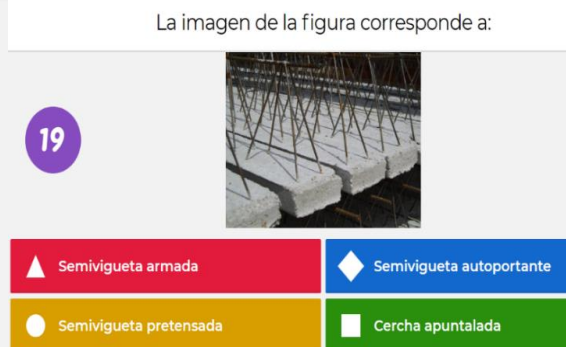 La imagen de la figura corresponde a:
19
Semivigueta armada
Semivigueta autoportante
Semivigueta pretensada
Cercha apuntalada